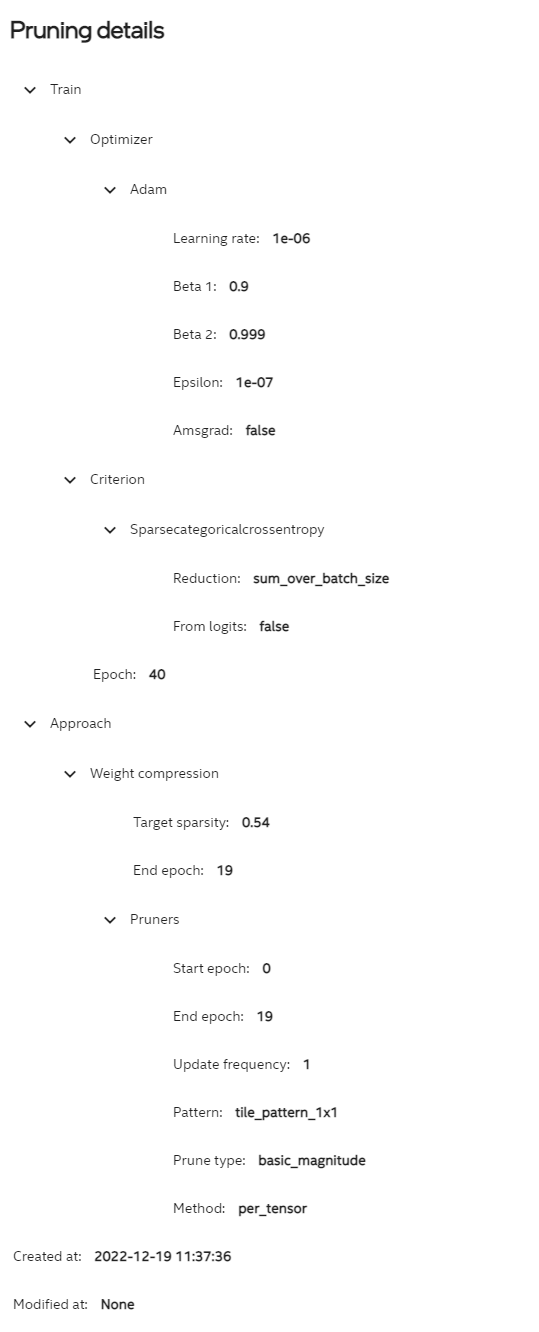 Pruning details
Train
Optimizer
Adam
Learning rate: 1e-06
Beta 1: 0.9
Beta 2: 0.999
Epsilon: 1e-07
Amsgrad: false
Criterion
Sparsecategoricalcrossentropy
Reduction: sum_over_batch_size
From logits: false
Epoch: 40
Approach
Weight compression
Target sparsity: 0.54
End epoch: 19
Pruners
Start epoch: 0
End epoch: 19
Update frequency: 1
Pattern: tile_pattern_1x1
Prune type: basic_magnitude
Method: per_tensor
Created at: 2022-12-19 11:37:36
Modified at: None